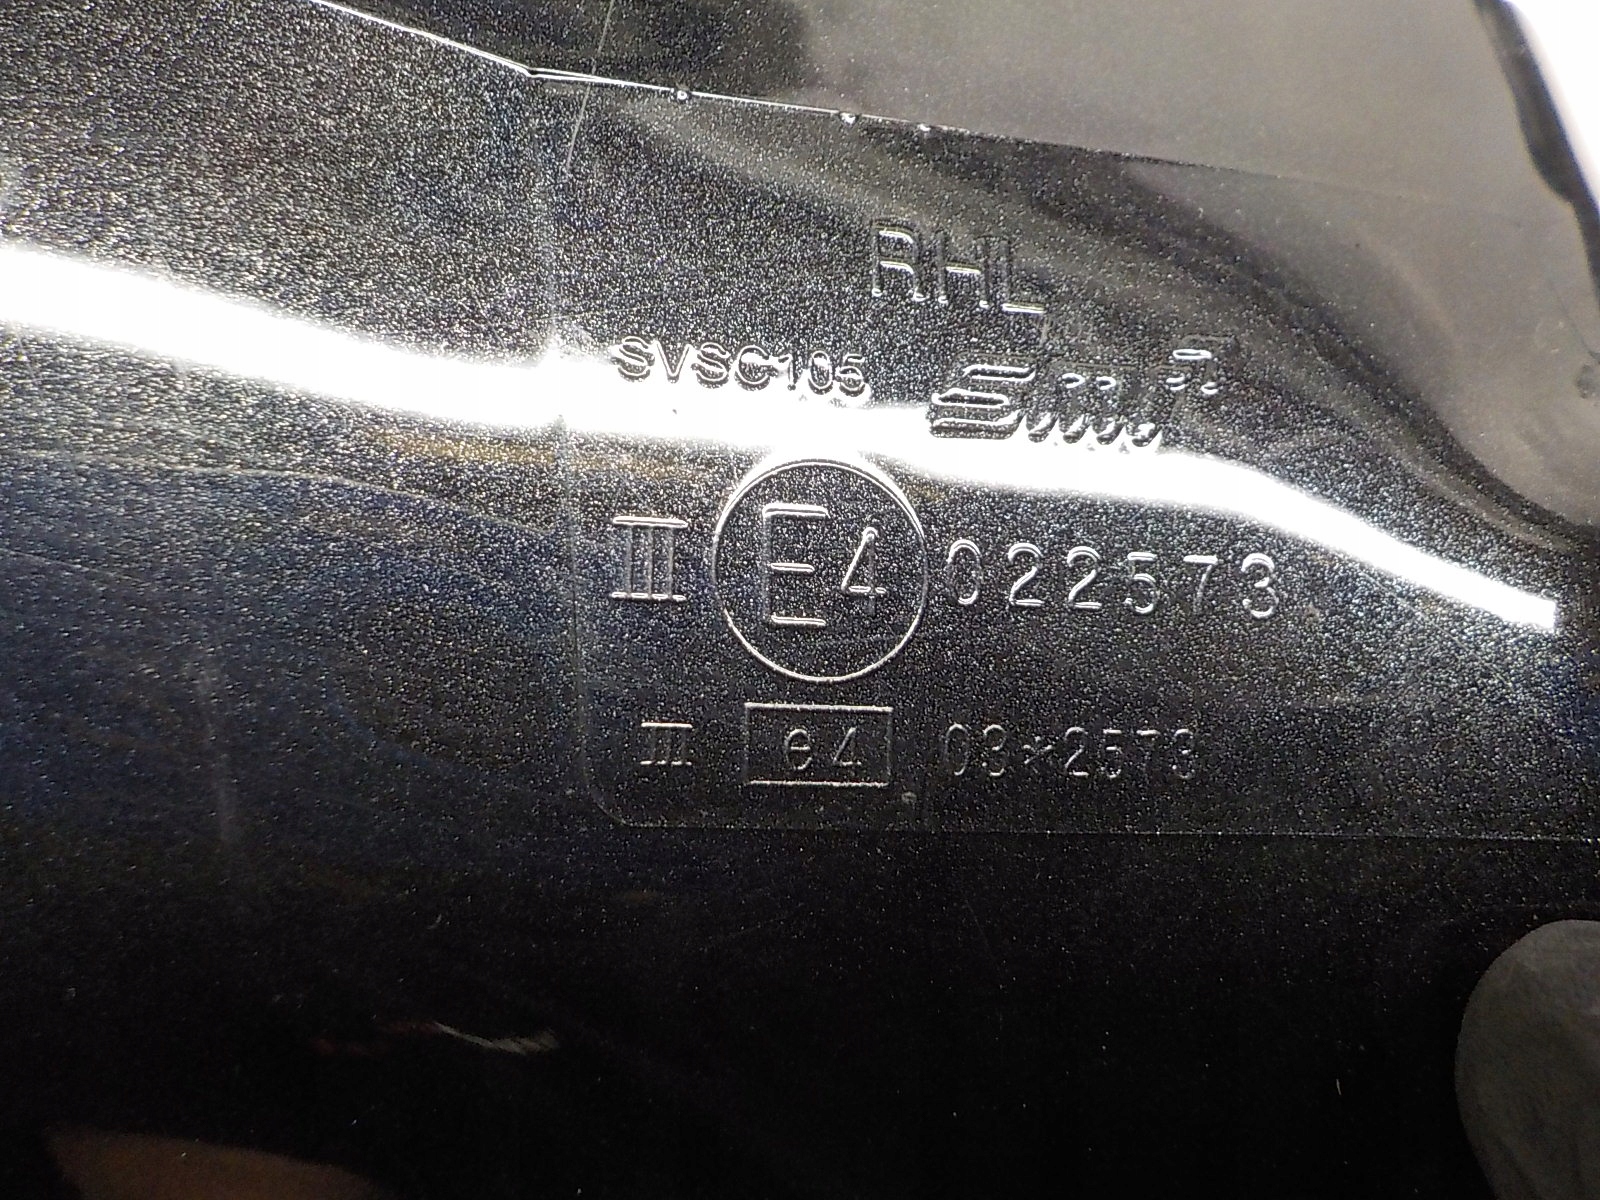 RHL
SVSC105
III E4 022573
III e4 03*2573